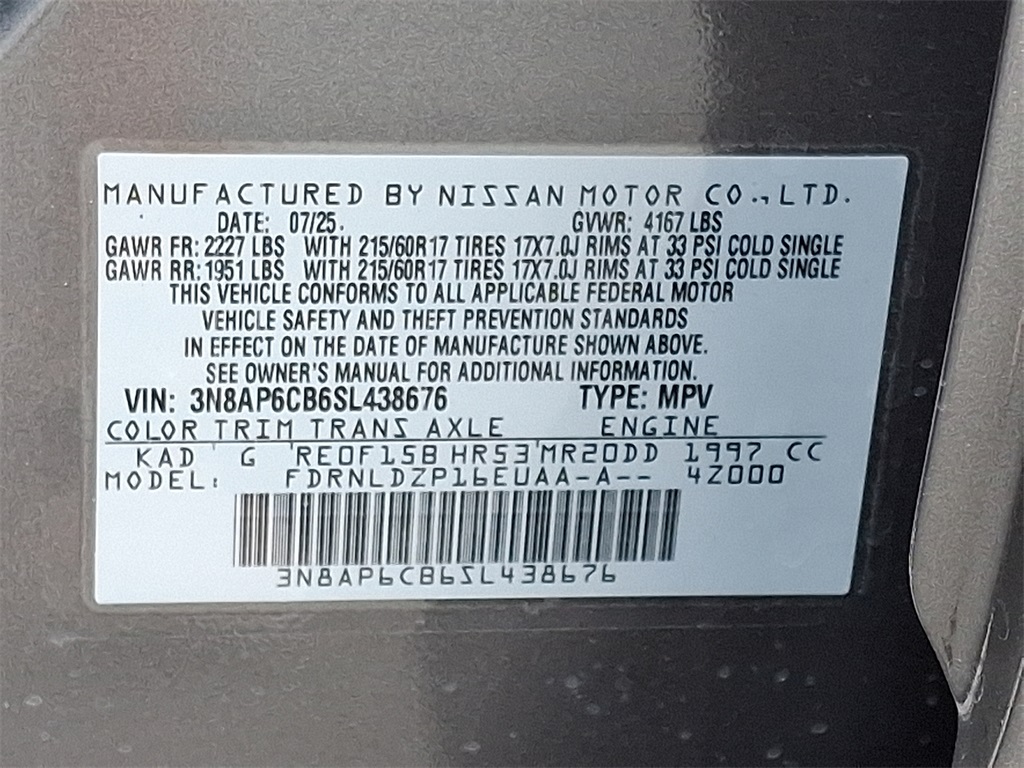 MANUFACTURED BY NISSAN MOTOR CO.,LTD.
DATE: 07/25. GVWR: 4167 LBS
GAWR FR: 2227 LBS WITH 215/60R17 TIRES 17X7.0J RIMS AT 33 PSI COLD SINGLE
GAWR RR: 1951 LBS WITH 215/60R17 TIRES 17X7.0J RIMS AT 33 PSI COLD SINGLE
THIS VEHICLE CONFORMS TO ALL APPLICABLE FEDERAL MOTOR
VEHICLE SAFETY AND THEFT PREVENTION STANDARDS
IN EFFECT ON THE DATE OF MANUFACTURE SHOWN ABOVE.
SEE OWNER'S MANUAL FOR ADDITIONAL INFORMATION.
VIN: 3N8AP6CB6SL438676 TYPE: MPV
COLOR TRIM TRANS AXLE ENGINE
KAD G RE0F15B HR53 MR20DD 1997 CC
MODEL: FDRNLDZP16EUAA-A-- 4Z000
3N8AP6CB6SL438676